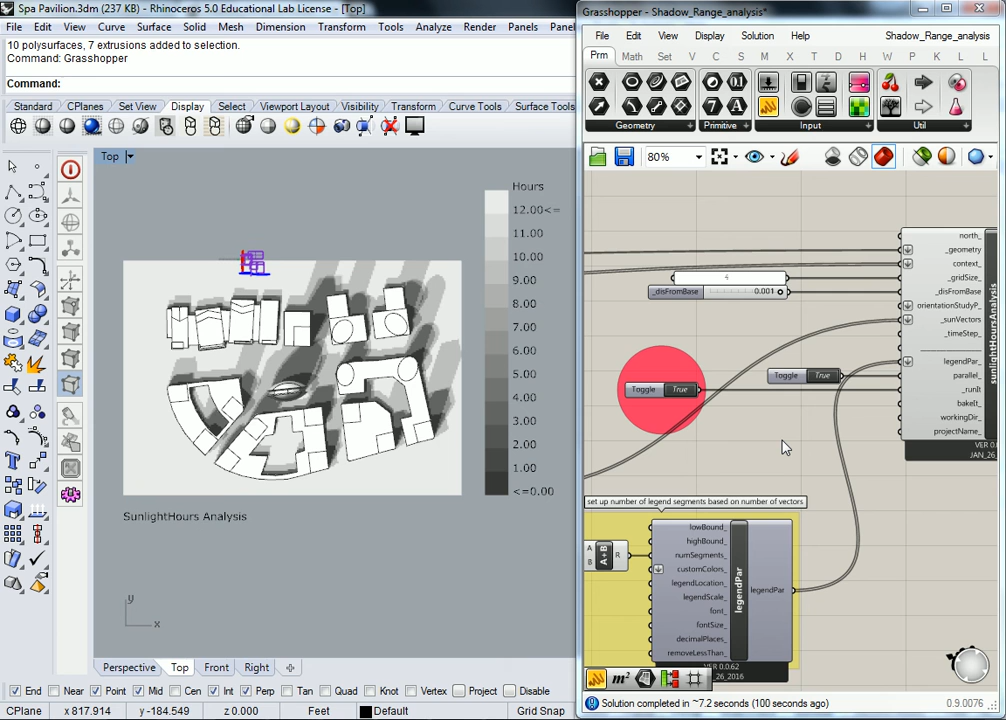 Spa Pavilion.3dm (237 KB) - Rhinoceros 5.0 Educational Lab License - [Top]
File Edit View Curve Surface Solid Mesh Dimension Transform Tools Analyze Render Panels Pane
10 polysurfaces, 7 extrusions added to selection.
Command: Grasshopper
Command:
Standard CPlanes Set View Display Select Viewport Layout Visibility Transform Curve Tools Surface Tools
Top
Hours
12.00<=
11.00
10.00
9.00
8.00
7.00
6.00
5.00
4.00
3.00
2.00
1.00
<=0.00
SunlightHours Analysis
y
x
Perspective Top Front Right
End Near Point Mid Cen Int Perp Tan Quad Knot Vertex Project Disable
CPlane x 817.914 y -184.549 z 0.000 Feet Default Grid Snap
Grasshopper - Shadow_Range_analysis*
File Edit View Display Solution Help Shadow_Range_analysis
Prm Math S V C S M X T D H W P L L
Geometry Primitive Input Util
80%
north_
_geometry
context_
_gridSize_
_disFromBase
orientationStudyP_
_sunVectors
_timeStep_
legendPar_
parallel_
_runIt
bakeIt_
workingDir_
projectName_
sunlightHoursAnalysis
VER 0.0
JAN_26_
4
_disFromBase 0.001
Toggle True
Toggle True
set up number of legend segments based on number of vectors
A
B
A+B
R
lowBound_
highBound_
numSegments_
customColors_
legendLocation_
legendScale_
font_
fontSize_
decimalPlaces_
removeLessThan_
legendPar
legendPar
VER 0.0.62
Solution completed in ~7.2 seconds (100 seconds ago) 0.9.0076